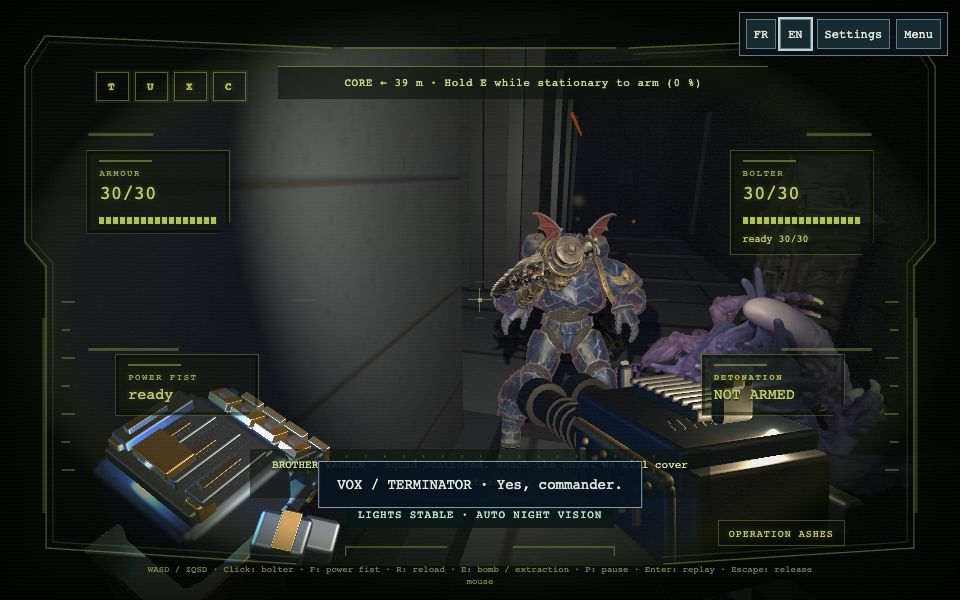 FR EN Settings Menu
T U X C
CORE ← 39 m · Hold E while stationary to arm (0 %)
ARMOUR
30/30
BOLTER
30/30
ready 30/30
POWER FIST
ready
DETONATION
NOT ARMED
BROTHER squad scattered. Reach the core. We will cover
VOX / TERMINATOR · Yes, commander.
LIGHTS STABLE · AUTO NIGHT VISION
OPERATION ASHES
WASD / ZQSD · Click: bolter · F: power fist · R: reload · E: bomb / extraction · P: pause · Enter: replay · Escape: release
mouse